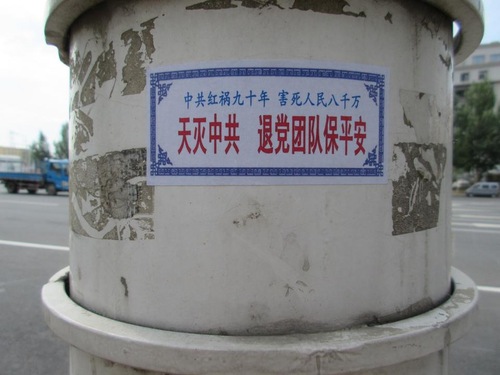 中共红祸九十年 害死人民八千万
天灭中共 退党团队保平安